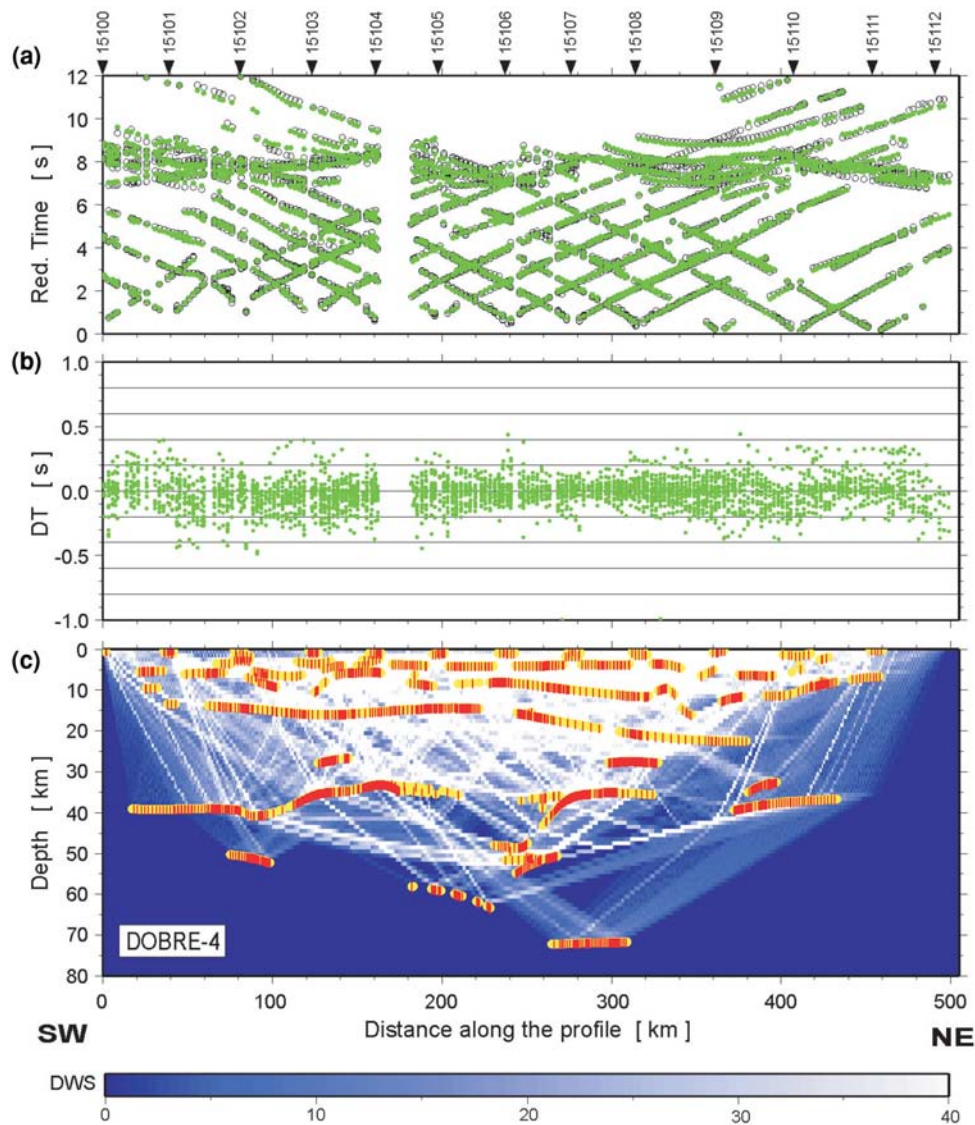 15100 15101 15102 15103 15104 15105 15106 15107 15108 15109 15110 15111 15112
(a)
12
10
8
6
4
2
0
Red. Time [ s ]
(b)
1.0
0.5
0.0
-0.5
-1.0
DT [ s ]
(c)
0
10
20
30
40
50
60
70
80
Depth [ km ]
DOBRE-4
0 100 200 300 400 500
SW Distance along the profile [ km ] NE
DWS
0 10 20 30 40